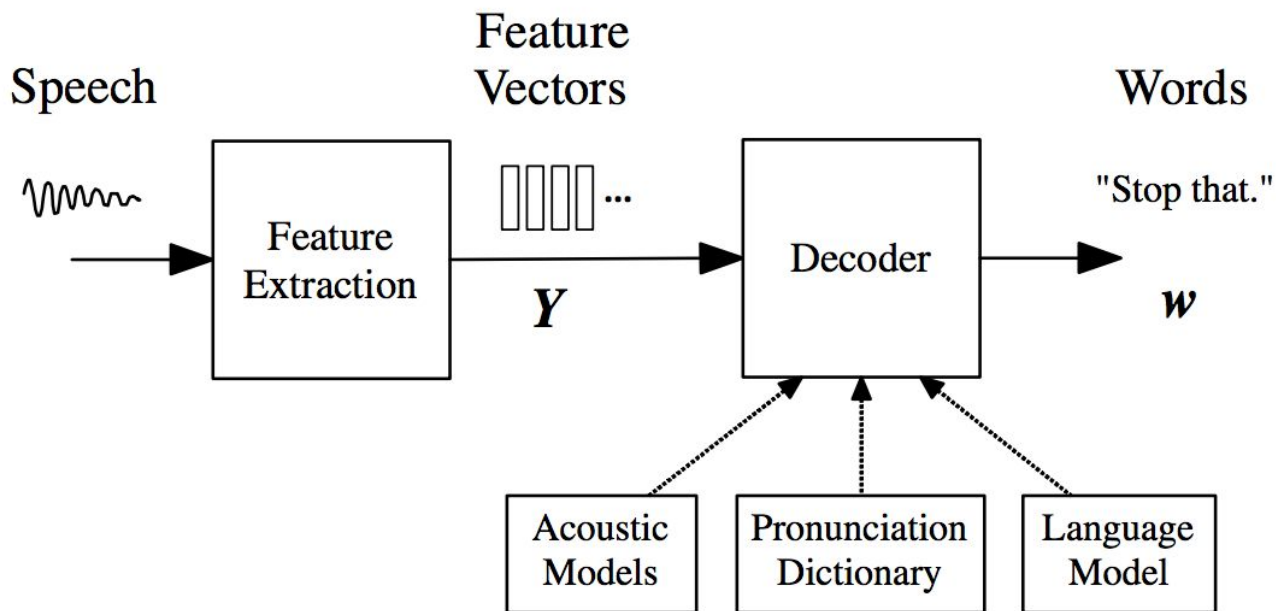 Speech
Feature
Vectors
Words
Feature
Extraction
...
Y
Decoder
"Stop that."
w
Acoustic
Models
Pronunciation
Dictionary
Language
Model